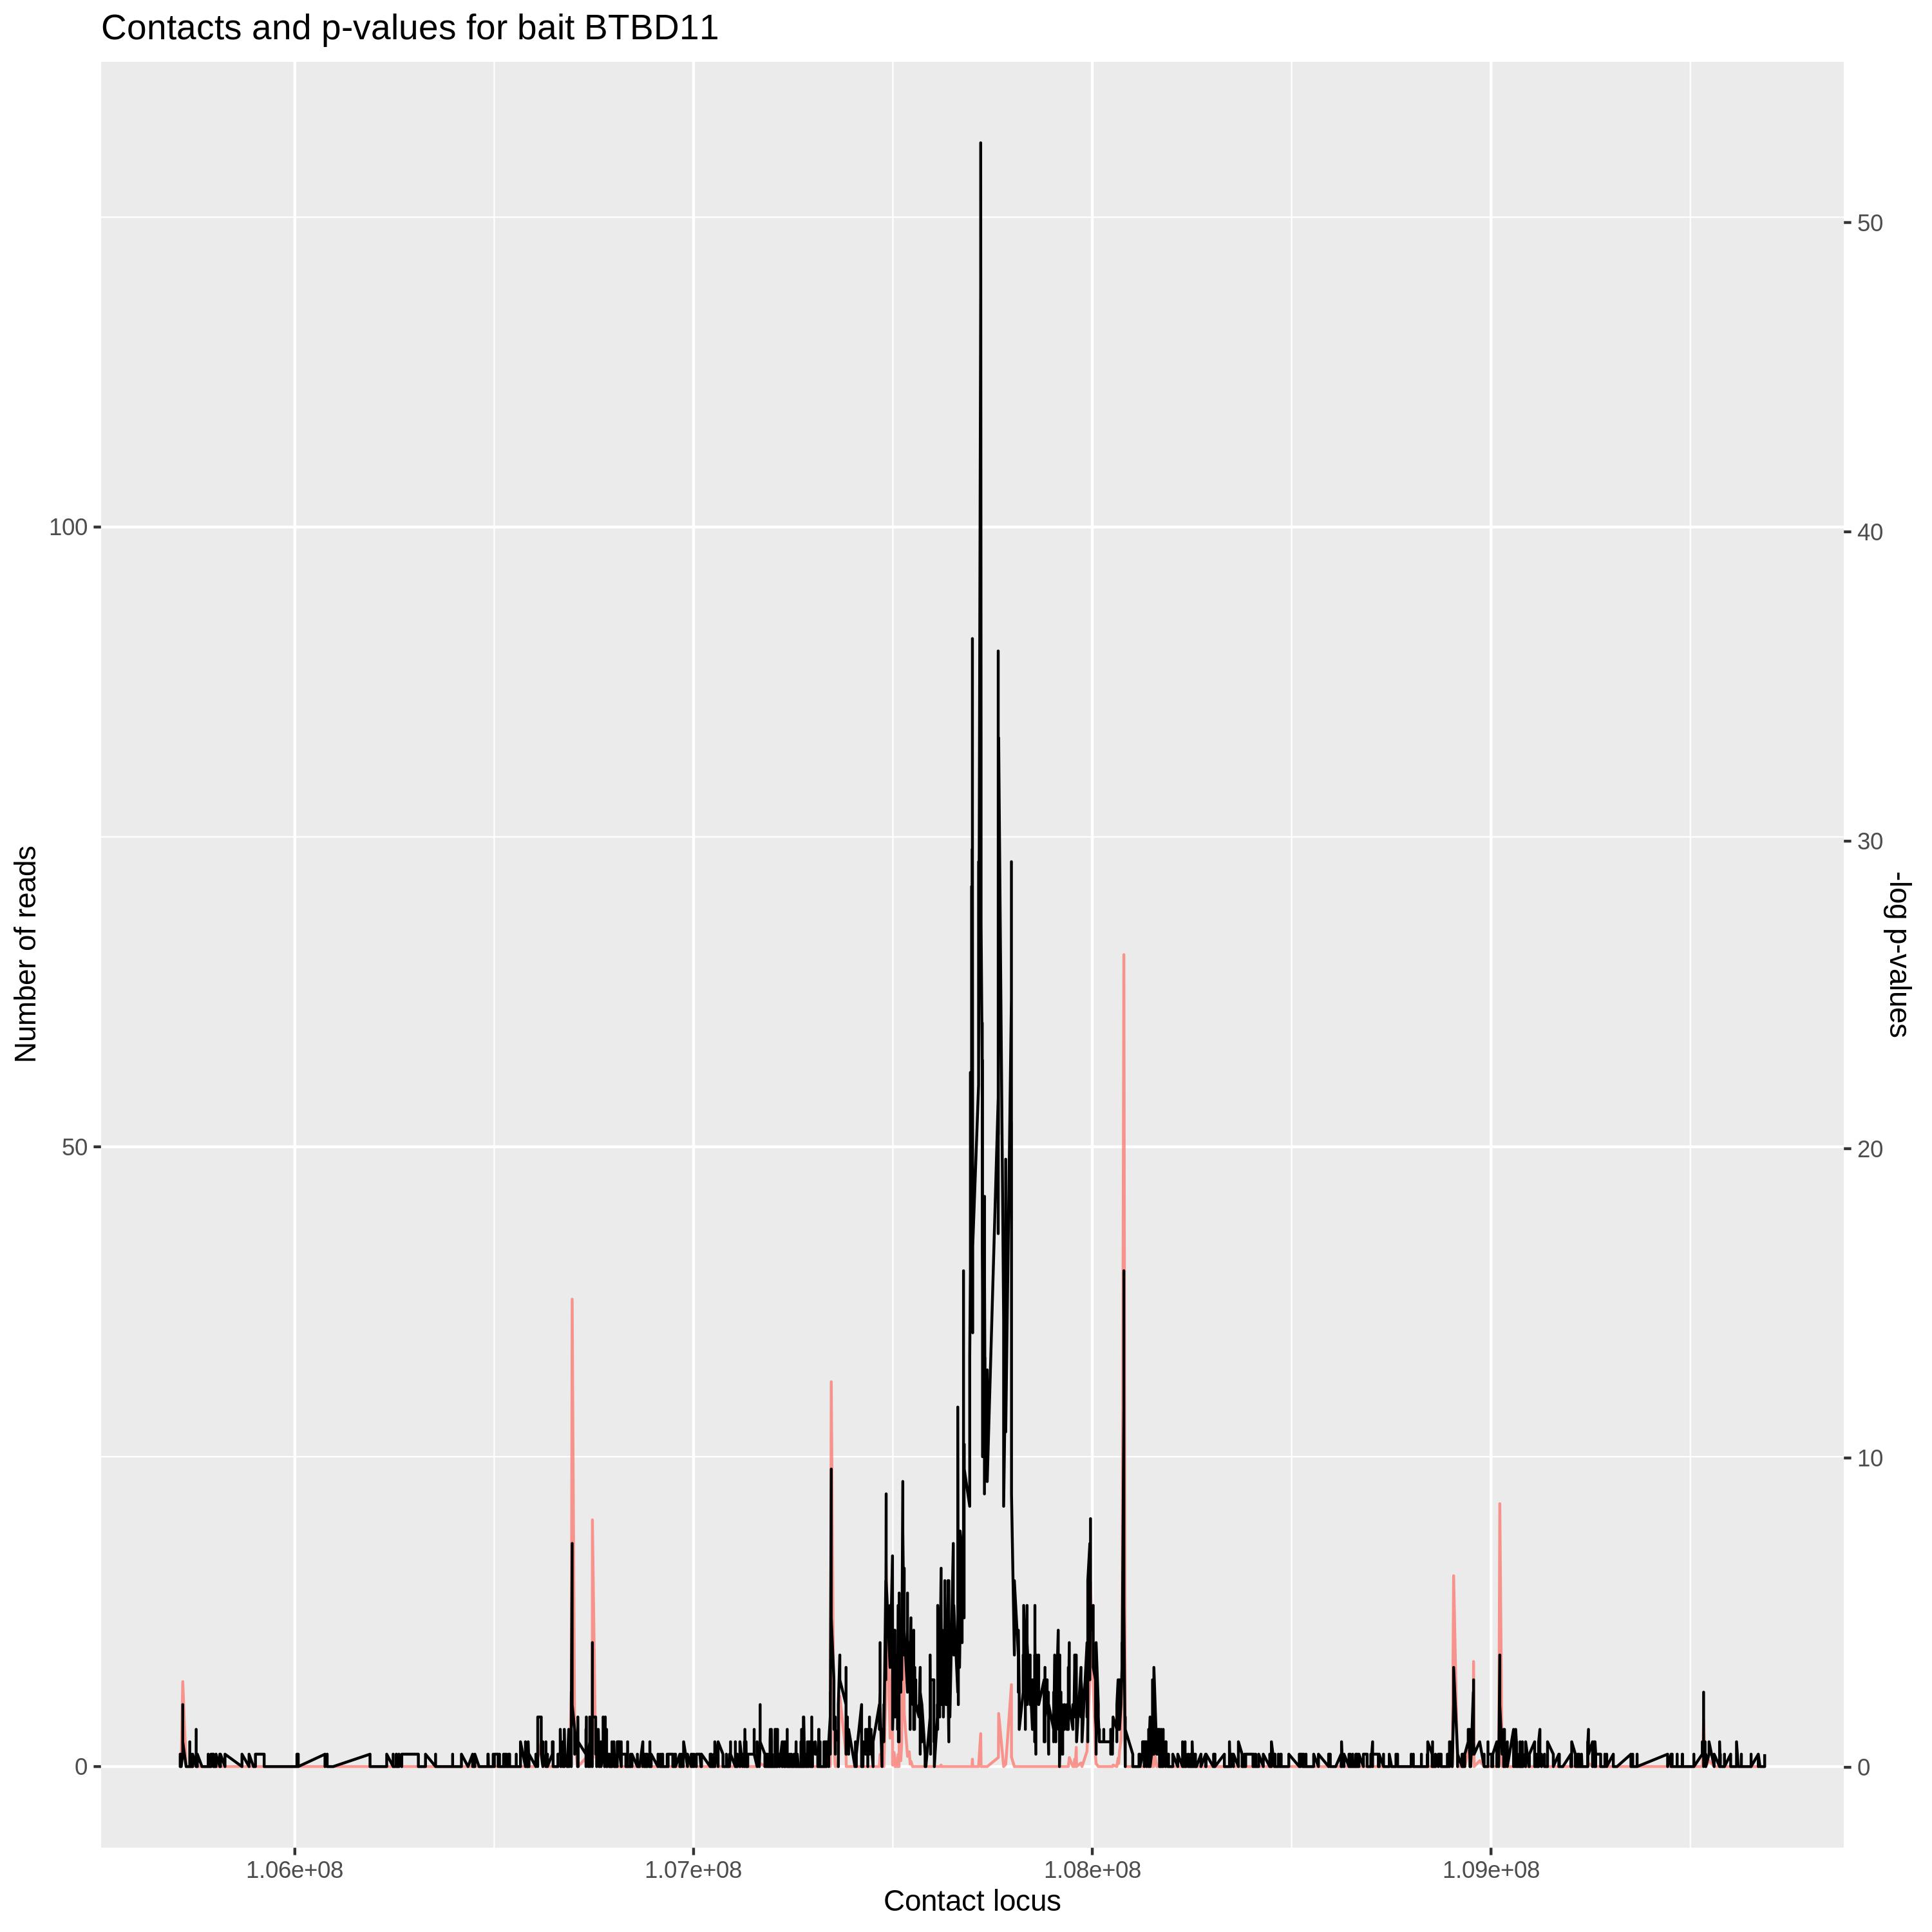 Contacts and p-values for bait BTBD11
Number of reads
100
50
0
50
40
30
20
10
0
-log p-values
1.06e+08
1.07e+08
1.08e+08
1.09e+08
Contact locus